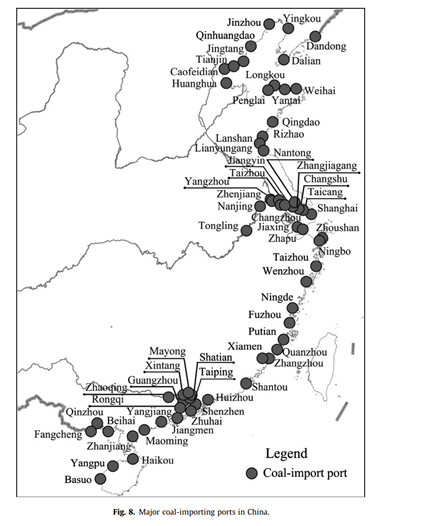 Jinzhou
Yingkou
Qinhuangdao
Dandong
Jingtang
Tianjin
Dalian
Caofeidian
Longkou
Huanghua
Weihai
Penglai
Yantai
Qingdao
Rizhao
Lanshan
Lianyungang
Nantong
Jiangyin
Zhangjiagang
Taizhou
Changshu
Yangzhou
Taicang
Zhenjiang
Nanjing
Shanghai
Changzhou
Tongling
Jiaxing
Zhoushan
Zhapu
Ningbo
Taizhou
Wenzhou
Ningde
Fuzhou
Putian
Xiamen
Quanzhou
Zhangzhou
Mayong
Shatian
Xintang
Taiping
Guangzhou
Shantou
Zhaoqing
Huizhou
Rongqi
Shenzhen
Qinzhou
Yangjiang
Zhuhai
Beihai
Jiangmen
Fangcheng
Maoming
Zhanjiang
Yangpu
Haikou
Basuo
Legend
Coal-import port
Fig. 8. Major coal-importing ports in China.